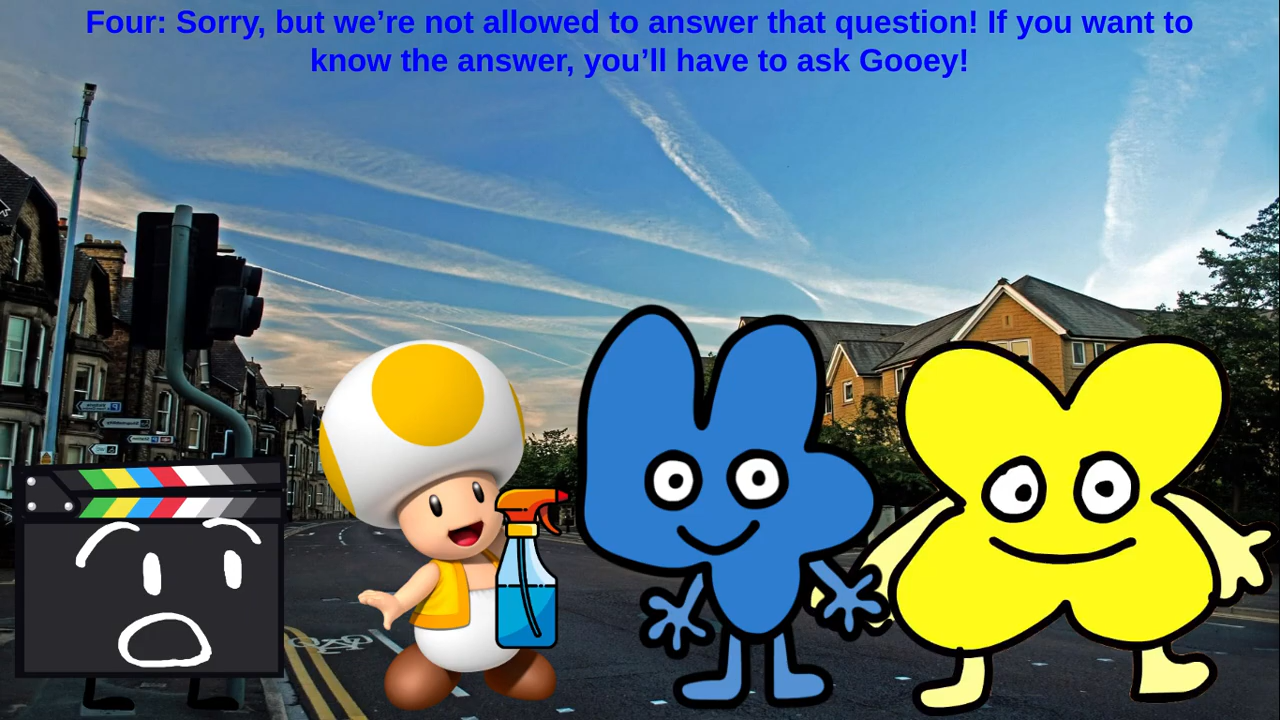 Four: Sorry, but we’re not allowed to answer that question! If you want to
know the answer, you’ll have to ask Gooey!